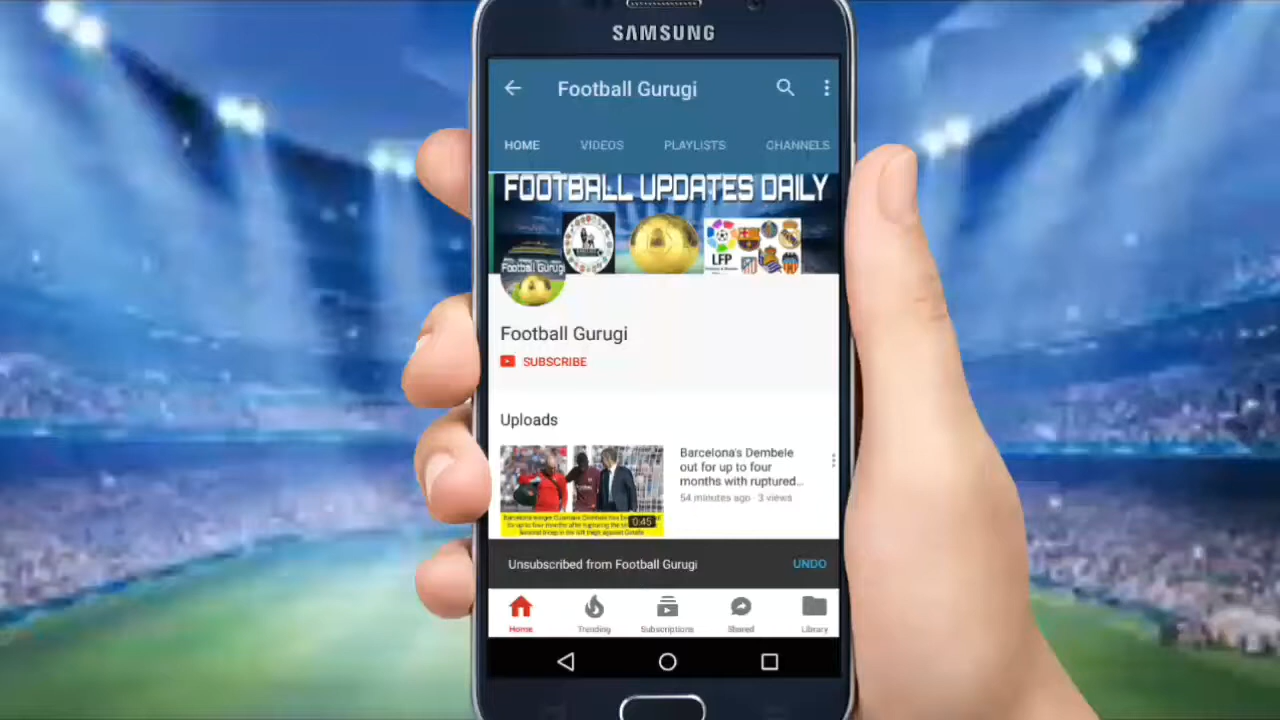 SAMSUNG
Football Gurugi
HOME VIDEOS PLAYLISTS CHANNELS
FOOTBALL UPDATES DAILY
LFP
Football Gurugi
Football Gurugi
SUBSCRIBE
Uploads
Barcelona's Dembele
out for up to four
months with ruptured...
54 minutes ago · 3 views
0:45
Unsubscribed from Football Gurugi UNDO
Home Trending Subscriptions Shared Library